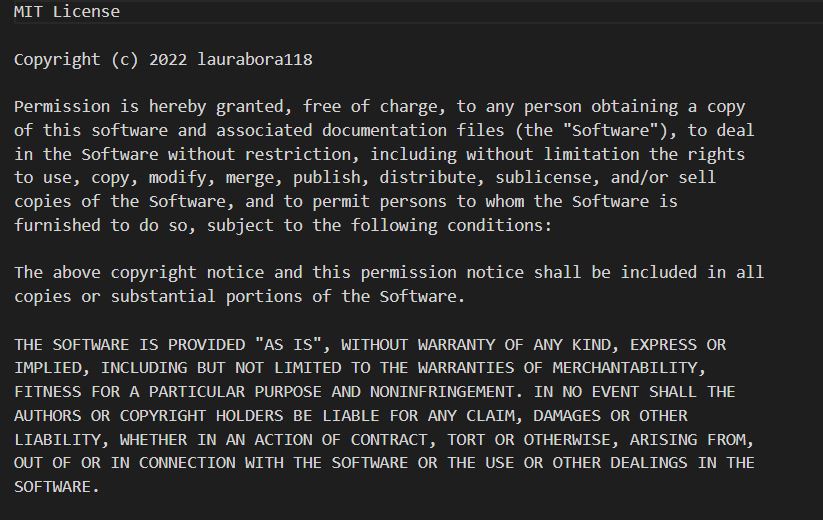 MIT License
Copyright (c) 2022 laurabora118
Permission is hereby granted, free of charge, to any person obtaining a copy
of this software and associated documentation files (the "Software"), to deal
in the Software without restriction, including without limitation the rights
to use, copy, modify, merge, publish, distribute, sublicense, and/or sell
copies of the Software, and to permit persons to whom the Software is
furnished to do so, subject to the following conditions:
The above copyright notice and this permission notice shall be included in all
copies or substantial portions of the Software.
THE SOFTWARE IS PROVIDED "AS IS", WITHOUT WARRANTY OF ANY KIND, EXPRESS OR
IMPLIED, INCLUDING BUT NOT LIMITED TO THE WARRANTIES OF MERCHANTABILITY,
FITNESS FOR A PARTICULAR PURPOSE AND NONINFRINGEMENT. IN NO EVENT SHALL THE
AUTHORS OR COPYRIGHT HOLDERS BE LIABLE FOR ANY CLAIM, DAMAGES OR OTHER
LIABILITY, WHETHER IN AN ACTION OF CONTRACT, TORT OR OTHERWISE, ARISING FROM,
OUT OF OR IN CONNECTION WITH THE SOFTWARE OR THE USE OR OTHER DEALINGS IN THE
SOFTWARE.